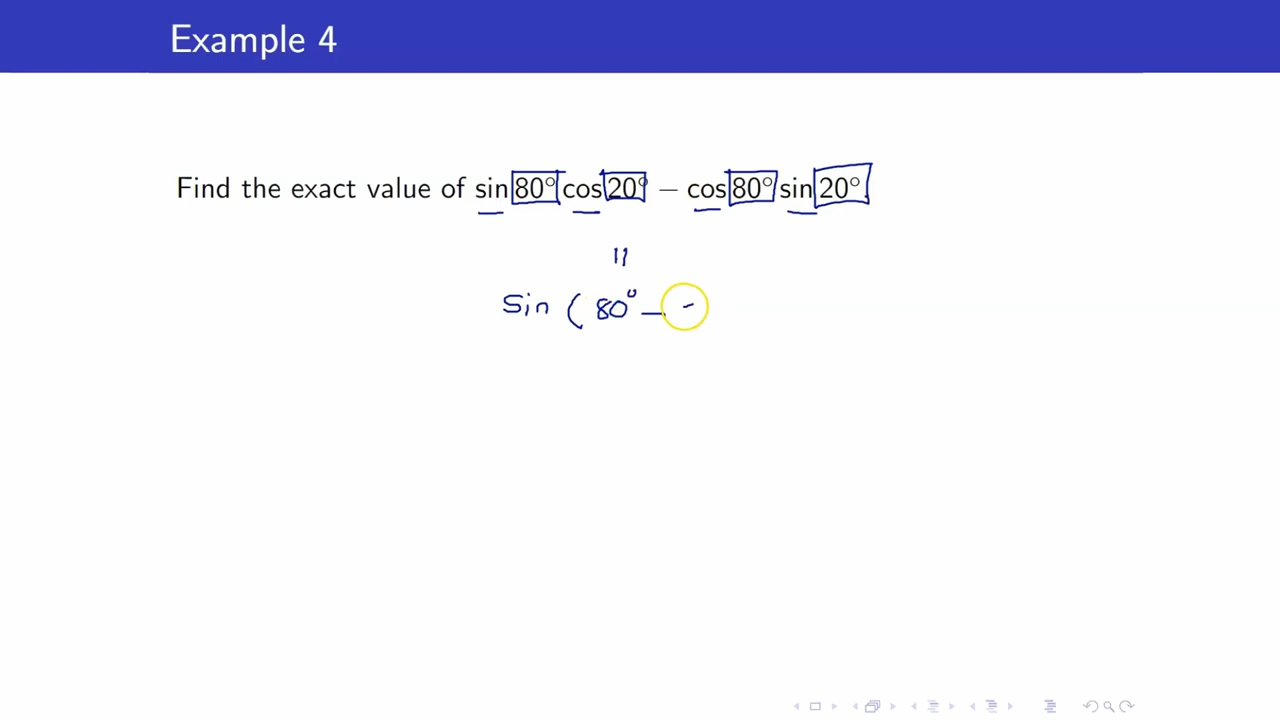 Example 4
Find the exact value of sin 80° cos 20° − cos 80° sin 20°.
=
Sin ( 80° −